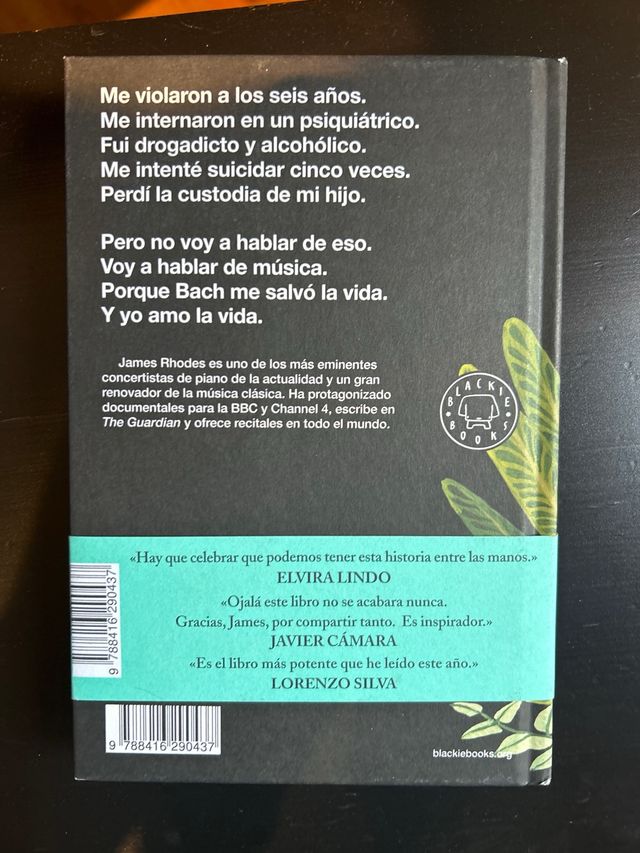 Me violaron a los seis años.
Me internaron en un psiquiátrico.
Fui drogadicto y alcohólico.
Me intenté suicidar cinco veces.
Perdí la custodia de mi hijo.
Pero no voy a hablar de eso.
Voy a hablar de música.
Porque Bach me salvó la vida.
Y yo amo la vida.
James Rhodes es uno de los más eminentes
concertistas de piano de la actualidad y un gran
renovador de la música clásica. Ha protagonizado
documentales para la BBC y Channel 4, escribe en
The Guardian y ofrece recitales en todo el mundo.
BLACKIE
BOOKS
«Hay que celebrar que podemos tener esta historia entre las manos.»
ELVIRA LINDO
«Ojalá este libro no se acabara nunca.
Gracias, James, por compartir tanto. Es inspirador.»
JAVIER CÁMARA
«Es el libro más potente que he leído este año.»
LORENZO SILVA
9 788416 290437
9 788416 290437
blackiebooks.org